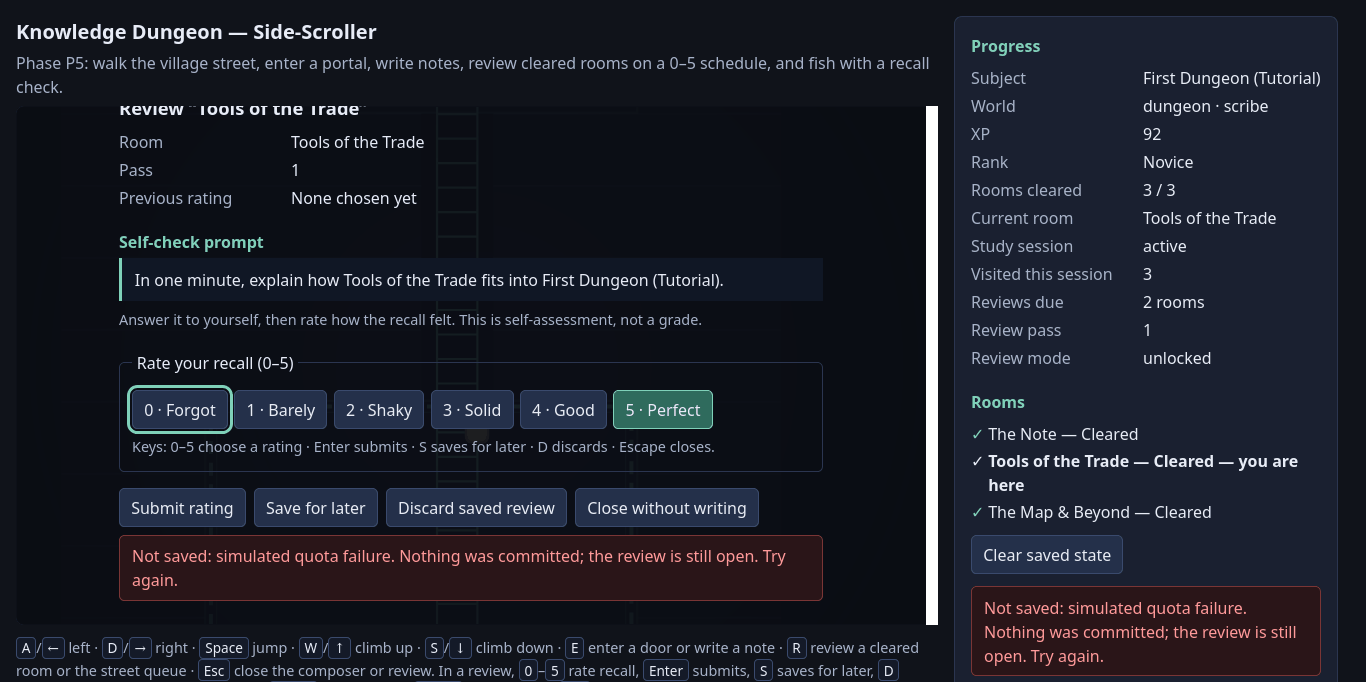 Knowledge Dungeon — Side-Scroller
Phase P5: walk the village street, enter a portal, write notes, review cleared rooms on a 0–5 schedule, and fish with a recall
check.
Review "Tools of the Trade"
Room Tools of the Trade
Pass 1
Previous rating None chosen yet
Self-check prompt
In one minute, explain how Tools of the Trade fits into First Dungeon (Tutorial).
Answer it to yourself, then rate how the recall felt. This is self-assessment, not a grade.
Rate your recall (0–5)
0 · Forgot 1 · Barely 2 · Shaky 3 · Solid 4 · Good 5 · Perfect
Keys: 0–5 choose a rating · Enter submits · S saves for later · D discards · Escape closes.
Submit rating Save for later Discard saved review Close without writing
Not saved: simulated quota failure. Nothing was committed; the review is still open. Try
again.
A/← left · D/→ right · Space jump · W/↑ climb up · S/↓ climb down · E enter a door or write a note · R review a cleared
room or the street queue · Esc close the composer or review. In a review, 0–5 rate recall, Enter submits, S saves for later, D
Progress
Subject First Dungeon (Tutorial)
World dungeon · scribe
XP 92
Rank Novice
Rooms cleared 3 / 3
Current room Tools of the Trade
Study session active
Visited this session 3
Reviews due 2 rooms
Review pass 1
Review mode unlocked
Rooms
✓ The Note — Cleared
✓ Tools of the Trade — Cleared — you are
here
✓ The Map & Beyond — Cleared
Clear saved state
Not saved: simulated quota failure.
Nothing was committed; the review is still
open. Try again.